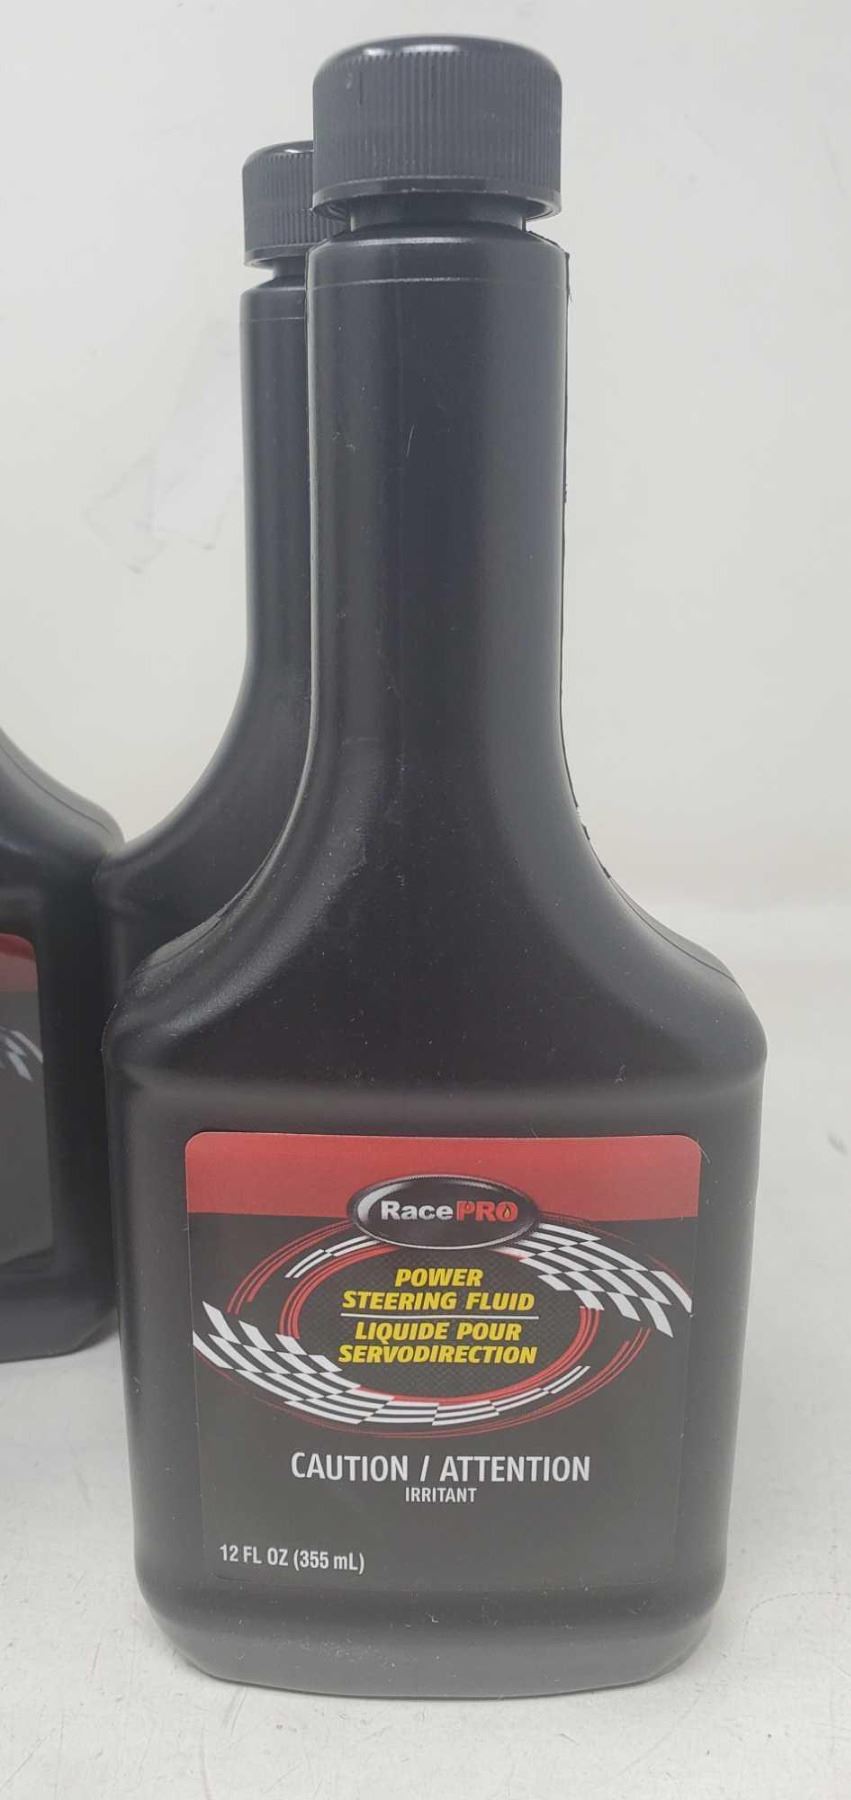 RacePRO
POWER
STEERING FLUID
LIQUIDE POUR
SERVODIRECTION
CAUTION / ATTENTION
IRRITANT
12 FL OZ (355 mL)